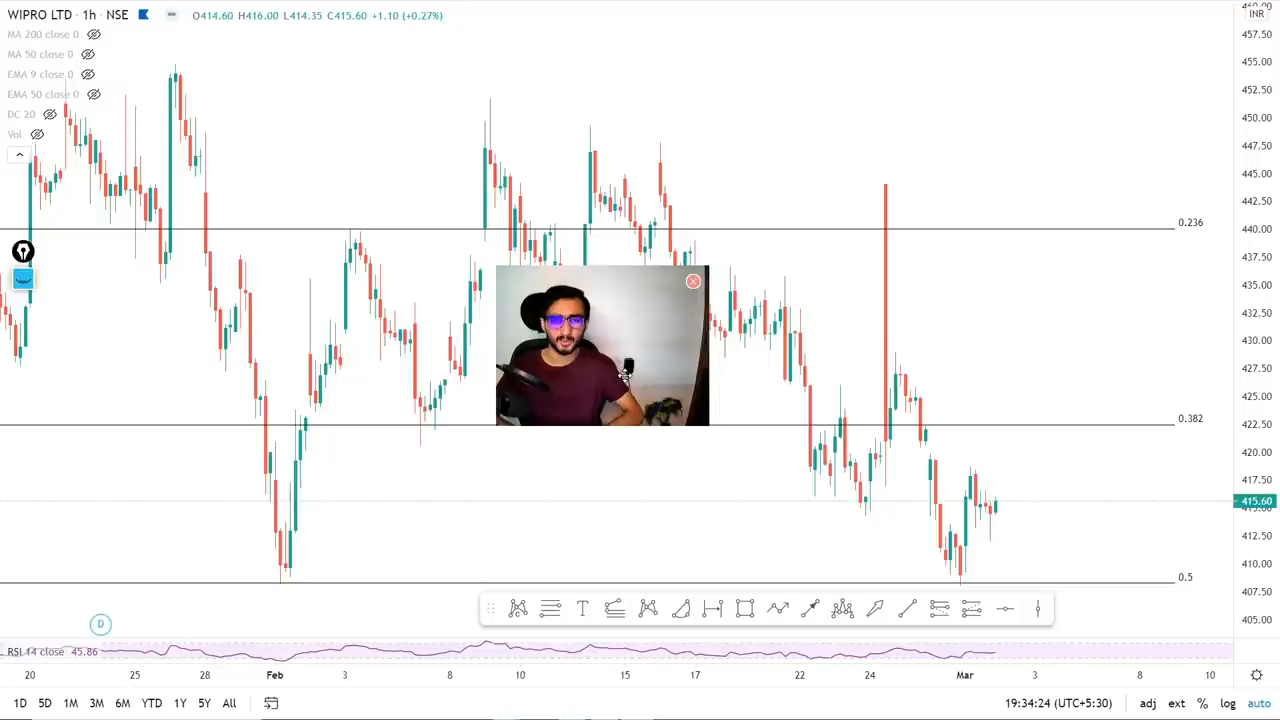 WIPRO LTD · 1h · NSE
O414.60 H416.00 L414.35 C415.60 +1.10 (+0.27%)
MA 200 close 0
MA 50 close 0
EMA 9 close 0
EMA 50 close 0
DC 20
Vol
INR
457.50
455.00
452.50
450.00
447.50
445.00
442.50
440.00
437.50
435.00
432.50
430.00
427.50
425.00
422.50
420.00
417.50
415.60
412.50
410.00
407.50
405.00
0.236
0.382
0.5
D
RSI 14 close 45.86
20 25 28 Feb 3 8 10 15 17 22 24 Mar 3 8 10
1D 5D 1M 3M 6M YTD 1Y 5Y All
19:34:24 (UTC+5:30) adj ext % log auto